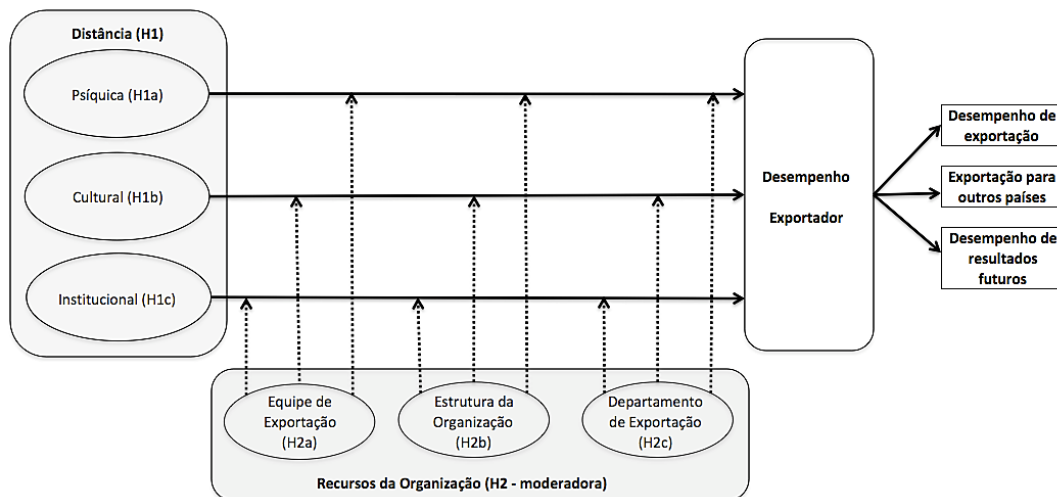 Distância (H1)
Psíquica (H1a)
Cultural (H1b)
Institucional (H1c)
Desempenho
Exportador
Desempenho de
exportação
Exportação para
outros países
Desempenho de
resultados
futuros
Equipe de
Exportação
(H2a)
Estrutura da
Organização
(H2b)
Departamento
de Exportação
(H2c)
Recursos da Organização (H2 - moderadora)